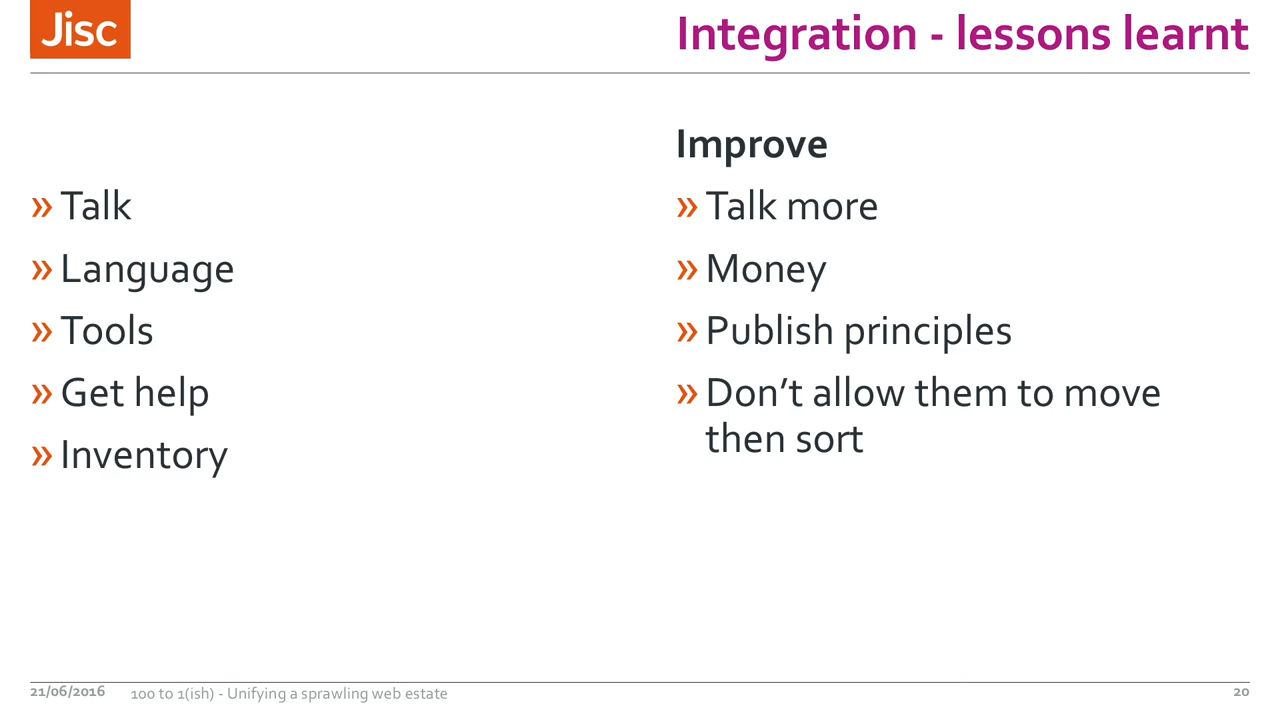 Jisc
Integration - lessons learnt
» Talk
» Language
» Tools
» Get help
» Inventory
Improve
» Talk more
» Money
» Publish principles
» Don’t allow them to move
then sort
21/06/2016
100 to 1(ish) - Unifying a sprawling web estate
20